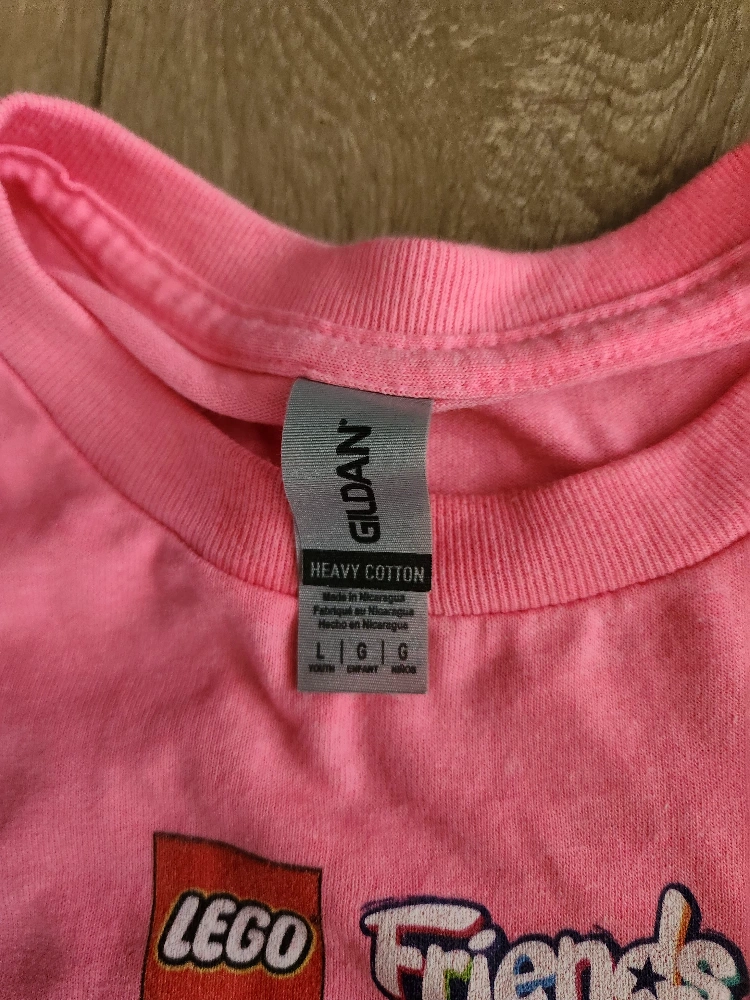 GILDAN
HEAVY COTTON
Made in Nicaragua
Fabriqué au Nicaragua
Hecho en Nicaragua
L | G | G
YOUTH ENFANT NIÑOS
LEGO
Friends